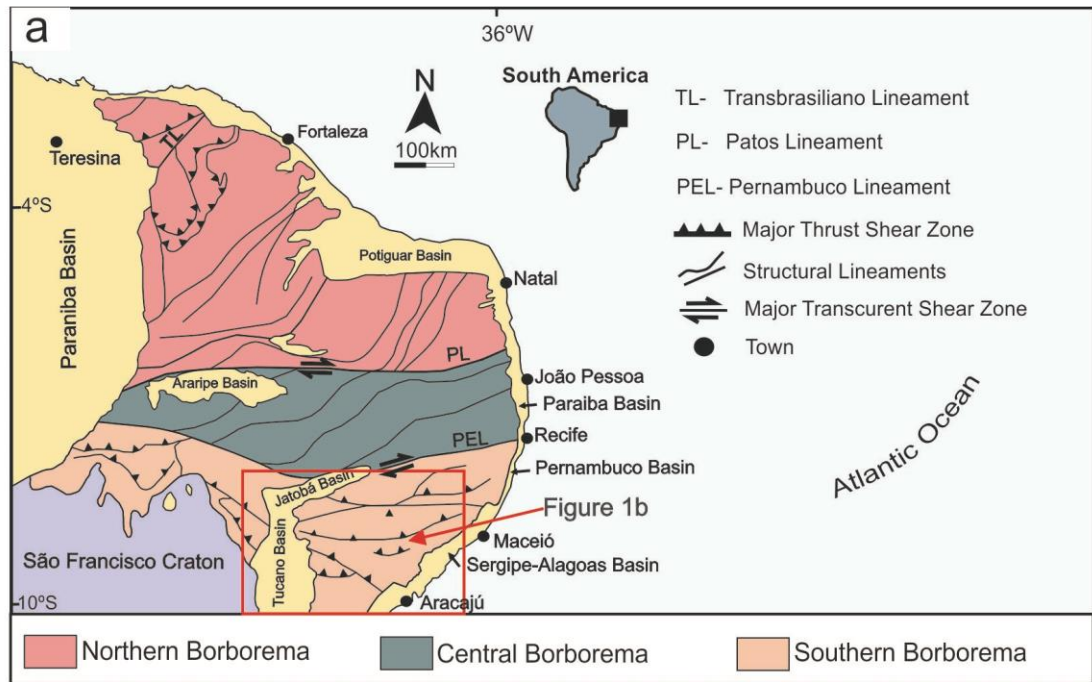 a
36ºW
N
100km
South America
TL- Transbrasiliano Lineament
PL- Patos Lineament
PEL- Pernambuco Lineament
Major Thrust Shear Zone
Structural Lineaments
Major Transcurent Shear Zone
Town
TL
Fortaleza
Teresina
4ºS
Paraniba Basin
Potiguar Basin
Natal
PL
Araripe Basin
João Pessoa
Paraiba Basin
PEL
Recife
Pernambuco Basin
Jatobá Basin
Figure 1b
Tucano Basin
Maceió
São Francisco Craton
Sergipe-Alagoas Basin
10ºS
Aracajú
Atlantic Ocean
Northern Borborema
Central Borborema
Southern Borborema